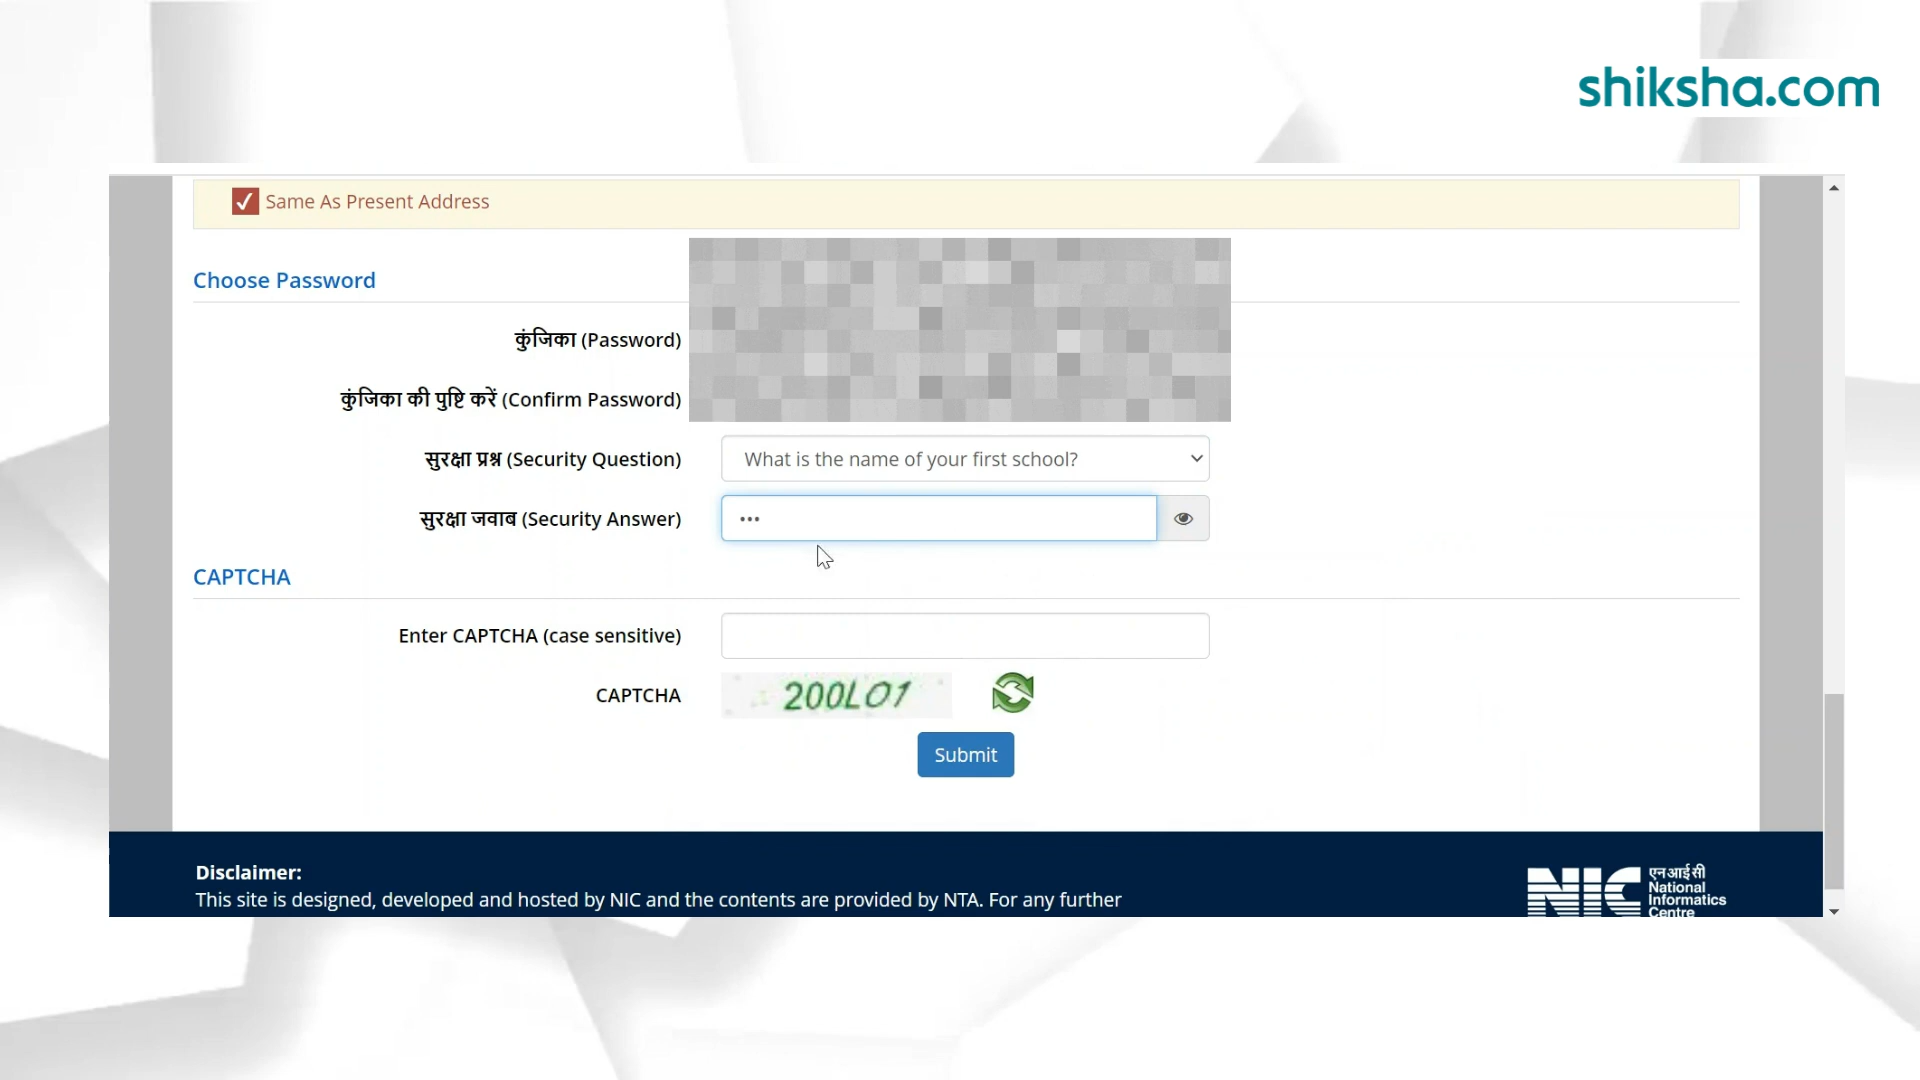 shiksha.com
Same As Present Address
Choose Password
कुंजिका (Password)
कुंजिका की पुष्टि करें (Confirm Password)
सुरक्षा प्रश्न (Security Question)
What is the name of your first school?
सुरक्षा जवाब (Security Answer)
•••
CAPTCHA
Enter CAPTCHA (case sensitive)
CAPTCHA
200LO1
Submit
Disclaimer:
This site is designed, developed and hosted by NIC and the contents are provided by NTA. For any further
NIC
एनआईसी
National
Informatics
Centre